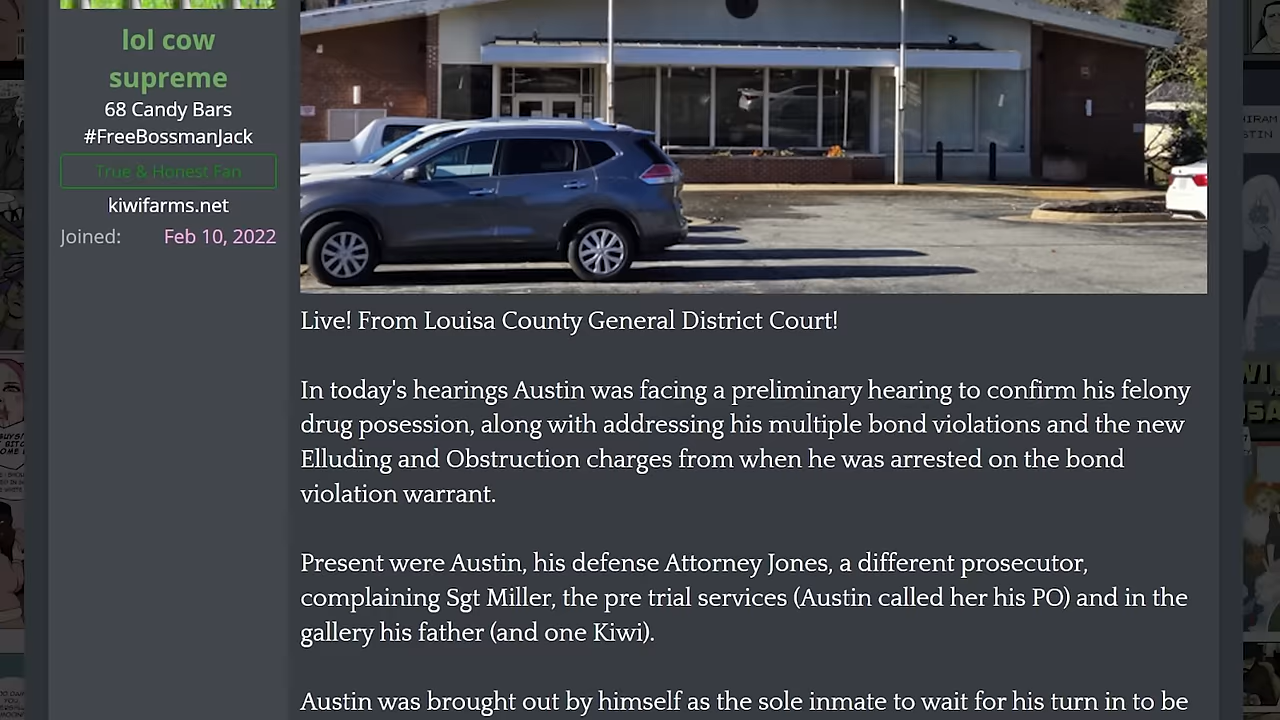 lol cow
supreme
68 Candy Bars
#FreeBossmanJack
True & Honest Fan
kiwifarms.net
Joined: Feb 10, 2022
Live! From Louisa County General District Court!
In today's hearings Austin was facing a preliminary hearing to confirm his felony
drug posession, along with addressing his multiple bond violations and the new
Elluding and Obstruction charges from when he was arrested on the bond
violation warrant.
Present were Austin, his defense Attorney Jones, a different prosecutor,
complaining Sgt Miller, the pre trial services (Austin called her his PO) and in the
gallery his father (and one Kiwi).
Austin was brought out by himself as the sole inmate to wait for his turn in to be